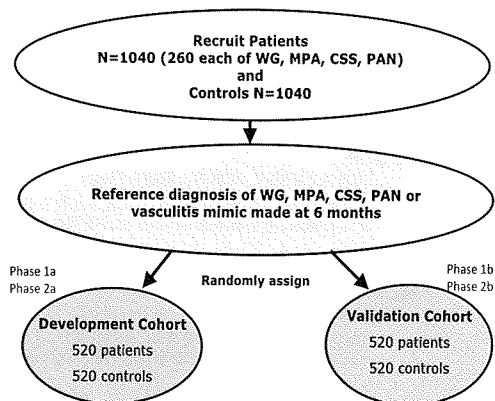 Recruit Patients
N=1040 (260 each of WG, MPA, CSS, PAN)
and
Controls N=1040
Reference diagnosis of WG, MPA, CSS, PAN or
vasculitis mimic made at 6 months
Phase 1a
Phase 2a
Randomly assign
Phase 1b
Phase 2b
Development Cohort
520 patients
520 controls
Validation Cohort
520 patients
520 controls